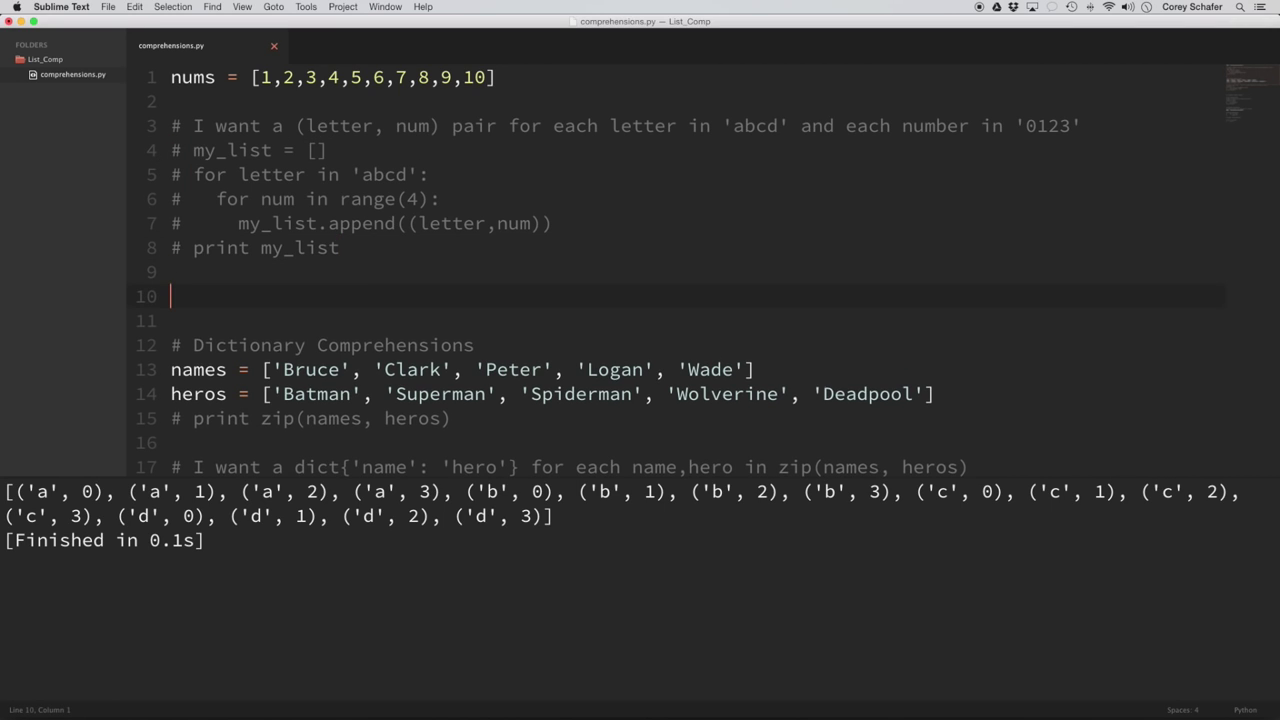 Sublime Text File Edit Selection Find View Goto Tools Project Window Help Corey Schafer
comprehensions.py — List_Comp
FOLDERS
List_Comp
comprehensions.py
comprehensions.py
1 nums = [1,2,3,4,5,6,7,8,9,10]
2
3 # I want a (letter, num) pair for each letter in 'abcd' and each number in '0123'
4 # my_list = []
5 # for letter in 'abcd':
6 #   for num in range(4):
7 #     my_list.append((letter,num))
8 # print my_list
9
10
11
12 # Dictionary Comprehensions
13 names = ['Bruce', 'Clark', 'Peter', 'Logan', 'Wade']
14 heros = ['Batman', 'Superman', 'Spiderman', 'Wolverine', 'Deadpool']
15 # print zip(names, heros)
16
17 # I want a dict{'name': 'hero'} for each name,hero in zip(names, heros)
[('a', 0), ('a', 1), ('a', 2), ('a', 3), ('b', 0), ('b', 1), ('b', 2), ('b', 3), ('c', 0), ('c', 1), ('c', 2),
('c', 3), ('d', 0), ('d', 1), ('d', 2), ('d', 3)]
[Finished in 0.1s]
Line 10, Column 1 Spaces: 4 Python